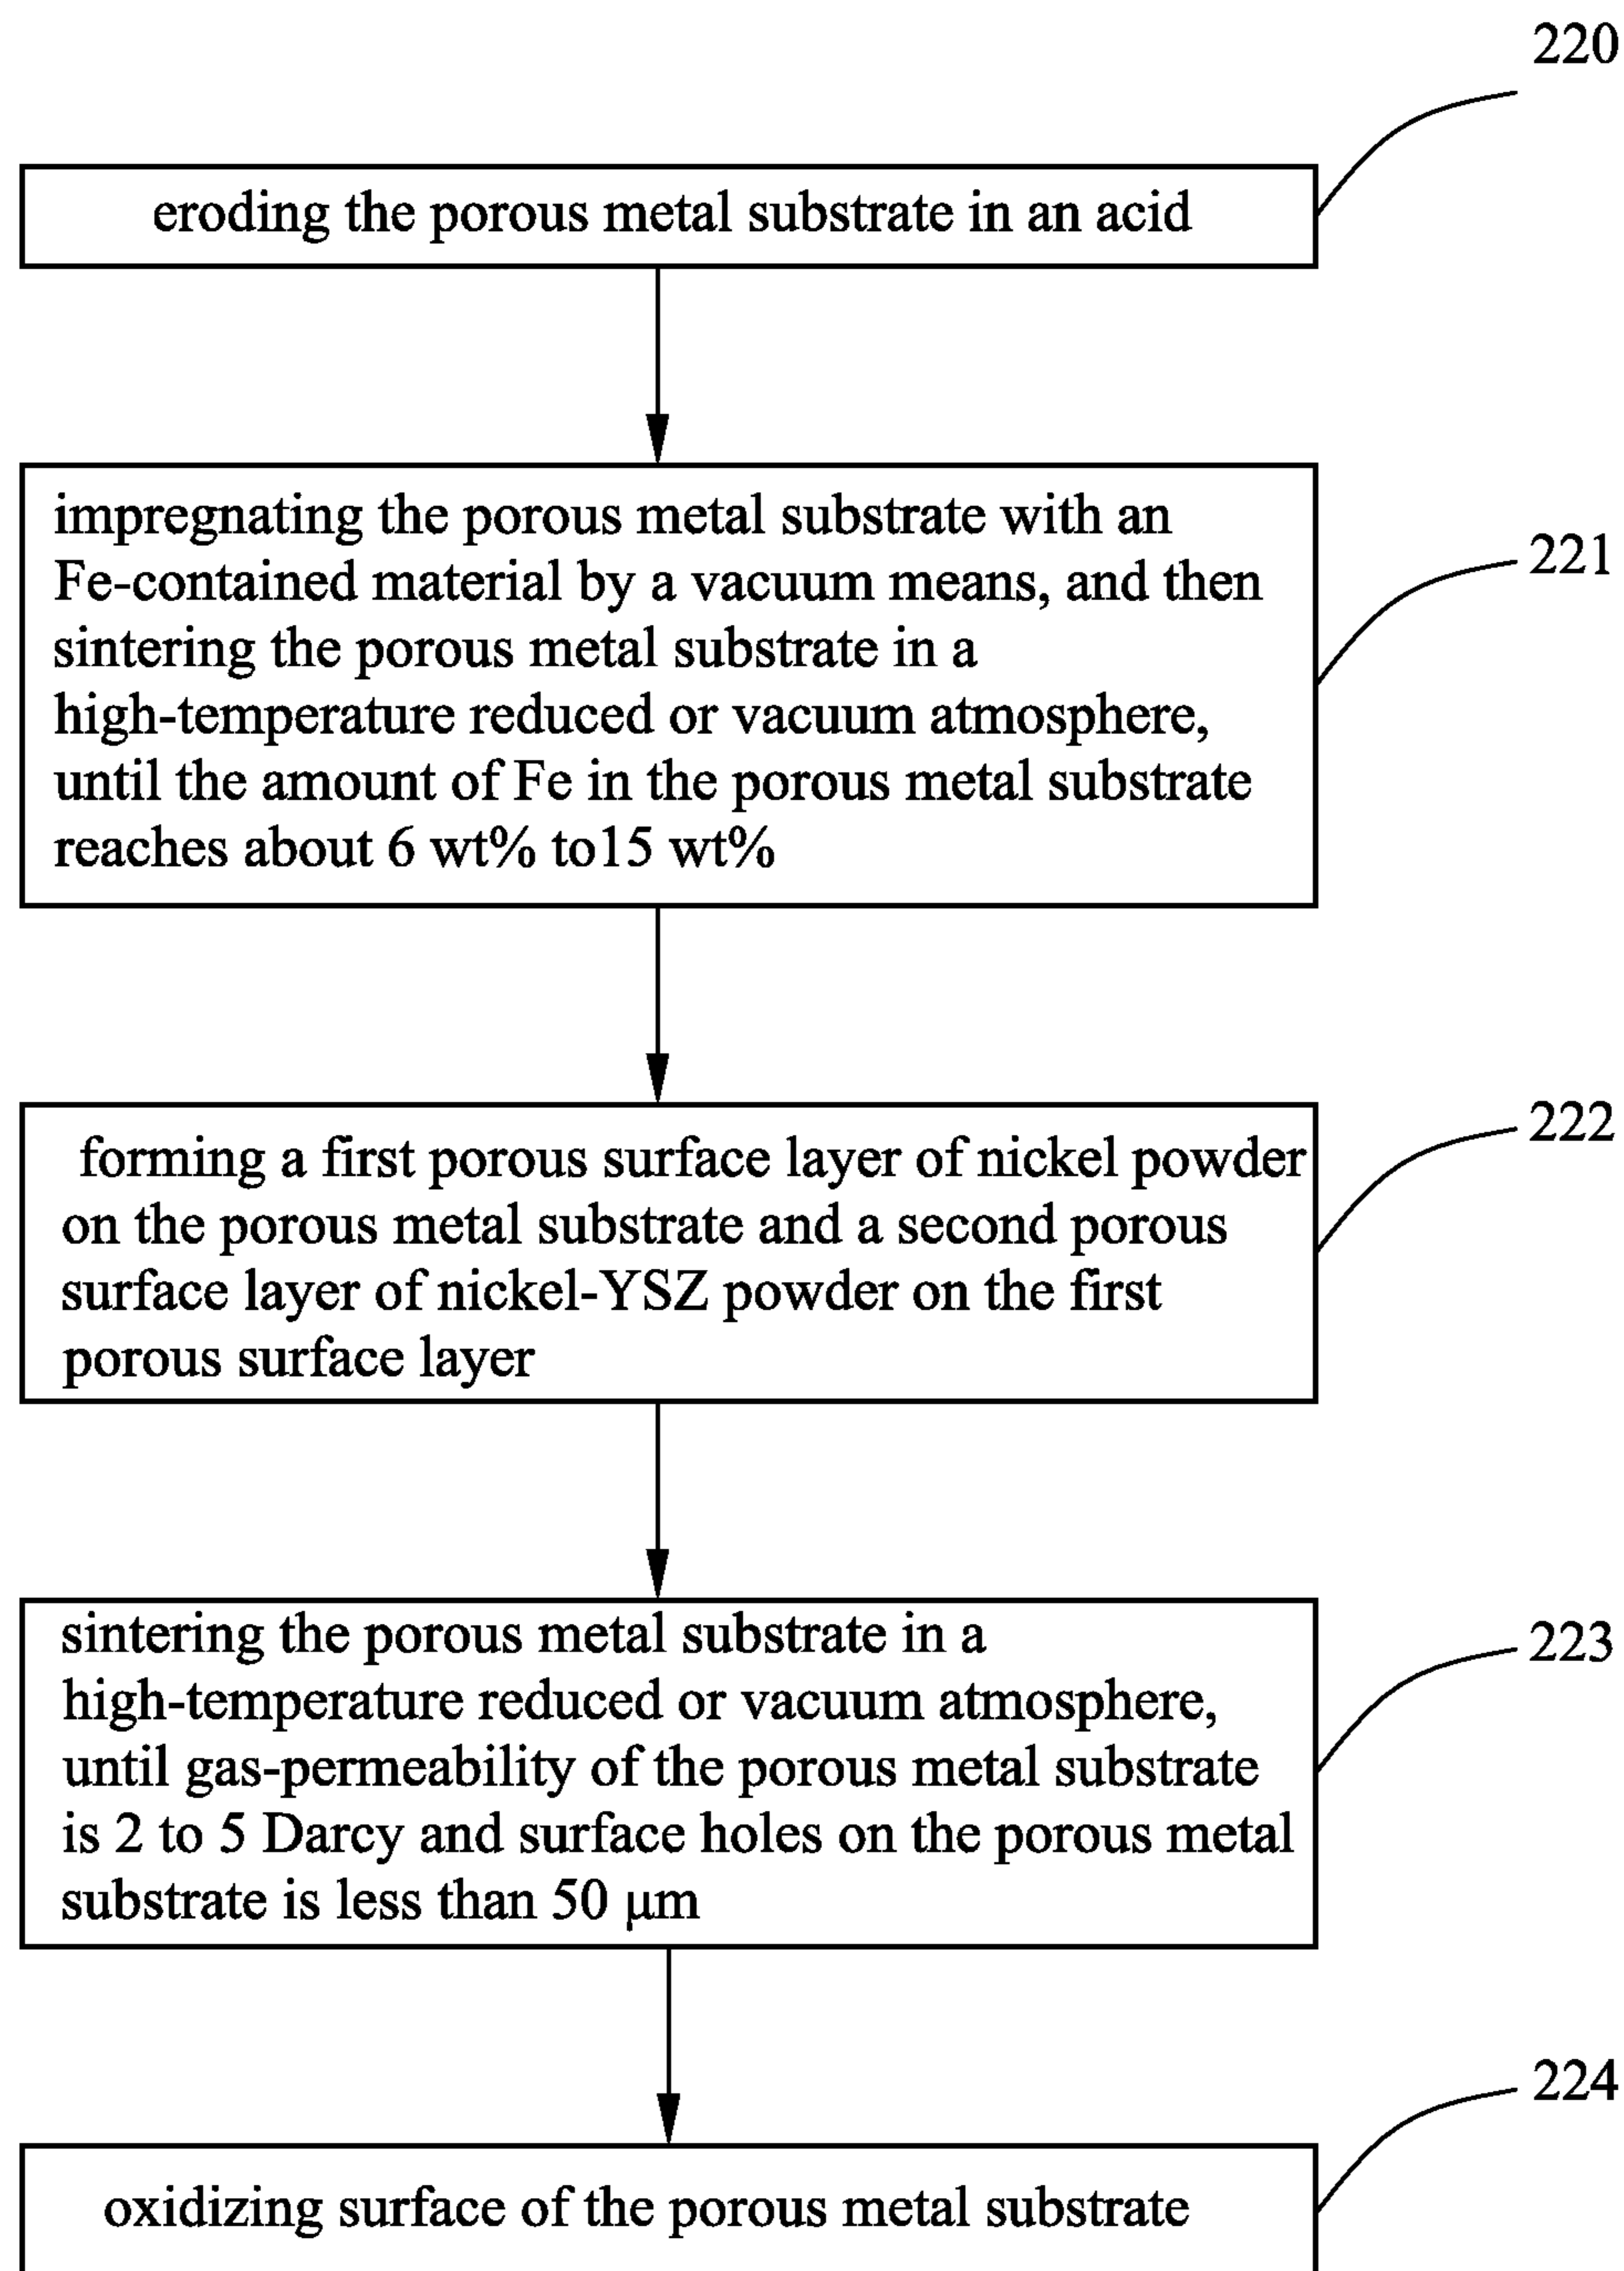 220
eroding the porous metal substrate in an acid
impregnating the porous metal substrate with an
Fe-contained material by a vacuum means, and then
sintering the porous metal substrate in a
high-temperature reduced or vacuum atmosphere,
until the amount of Fe in the porous metal substrate
reaches about 6 wt% to15 wt%
221
forming a first porous surface layer of nickel powder
on the porous metal substrate and a second porous
surface layer of nickel-YSZ powder on the first
porous surface layer
222
sintering the porous metal substrate in a
high-temperature reduced or vacuum atmosphere,
until gas-permeability of the porous metal substrate
is 2 to 5 Darcy and surface holes on the porous metal
substrate is less than 50 μm
223
oxidizing surface of the porous metal substrate
224